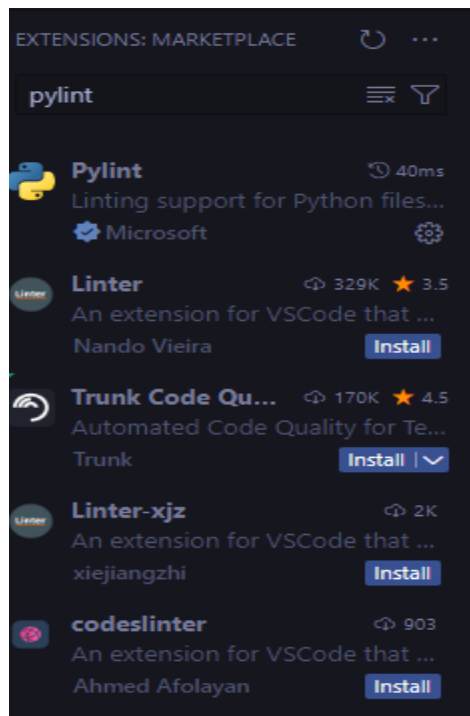 EXTENSIONS: MARKETPLACE
pylint
Pylint 40ms
Linting support for Python files...
Microsoft
Linter 329K 3.5
An extension for VSCode that ...
Nando Vieira Install
Trunk Code Qu... 170K 4.5
Automated Code Quality for Te...
Trunk Install
Linter-xjz 2K
An extension for VSCode that ...
xiejiangzhi Install
codeslinter 903
An extension for VSCode that ...
Ahmed Afolayan Install